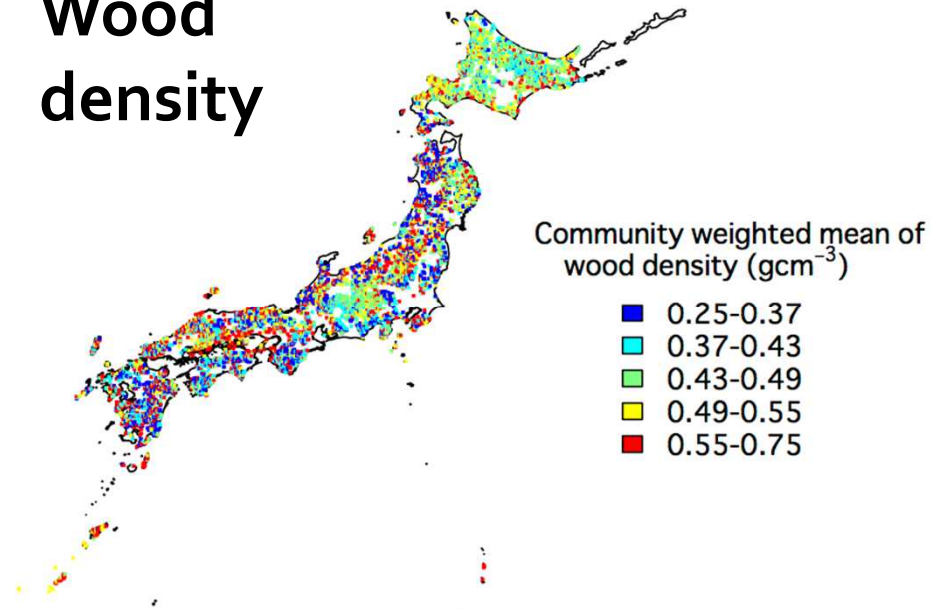 Wood
density
Community weighted mean of
wood density (gcm⁻³)
0.25-0.37
0.37-0.43
0.43-0.49
0.49-0.55
0.55-0.75